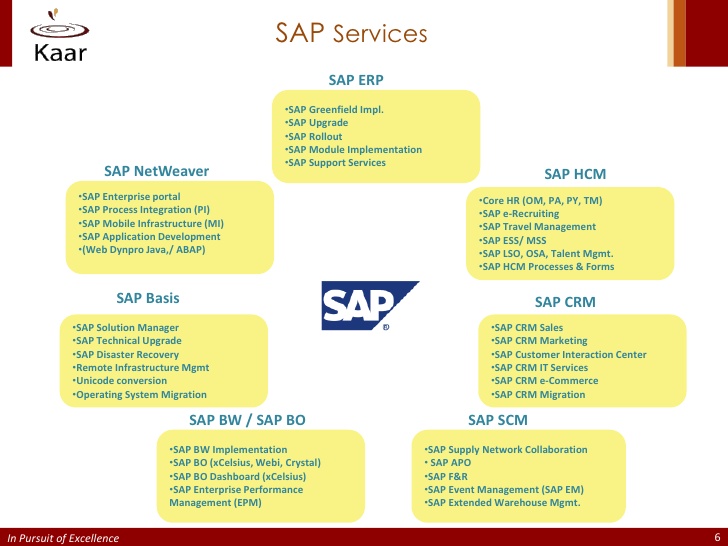 Kaar
SAP Services
SAP ERP
•SAP Greenfield Impl.
•SAP Upgrade
•SAP Rollout
•SAP Module Implementation
•SAP Support Services
SAP NetWeaver
•SAP Enterprise portal
•SAP Process Integration (PI)
•SAP Mobile Infrastructure (MI)
•SAP Application Development
•(Web Dynpro Java,/ ABAP)
SAP HCM
•Core HR (OM, PA, PY, TM)
•SAP e-Recruiting
•SAP Travel Management
•SAP ESS/ MSS
•SAP LSO, OSA, Talent Mgmt.
•SAP HCM Processes & Forms
SAP Basis
•SAP Solution Manager
•SAP Technical Upgrade
•SAP Disaster Recovery
•Remote Infrastructure Mgmt
•Unicode conversion
•Operating System Migration
SAP ®
SAP CRM
•SAP CRM Sales
•SAP CRM Marketing
•SAP Customer Interaction Center
•SAP CRM IT Services
•SAP CRM e-Commerce
•SAP CRM Migration
SAP BW / SAP BO
•SAP BW Implementation
•SAP BO (xCelsius, Webi, Crystal)
•SAP BO Dashboard (xCelsius)
•SAP Enterprise Performance
Management (EPM)
SAP SCM
•SAP Supply Network Collaboration
• SAP APO
•SAP F&R
•SAP Event Management (SAP EM)
•SAP Extended Warehouse Mgmt.
In Pursuit of Excellence
6